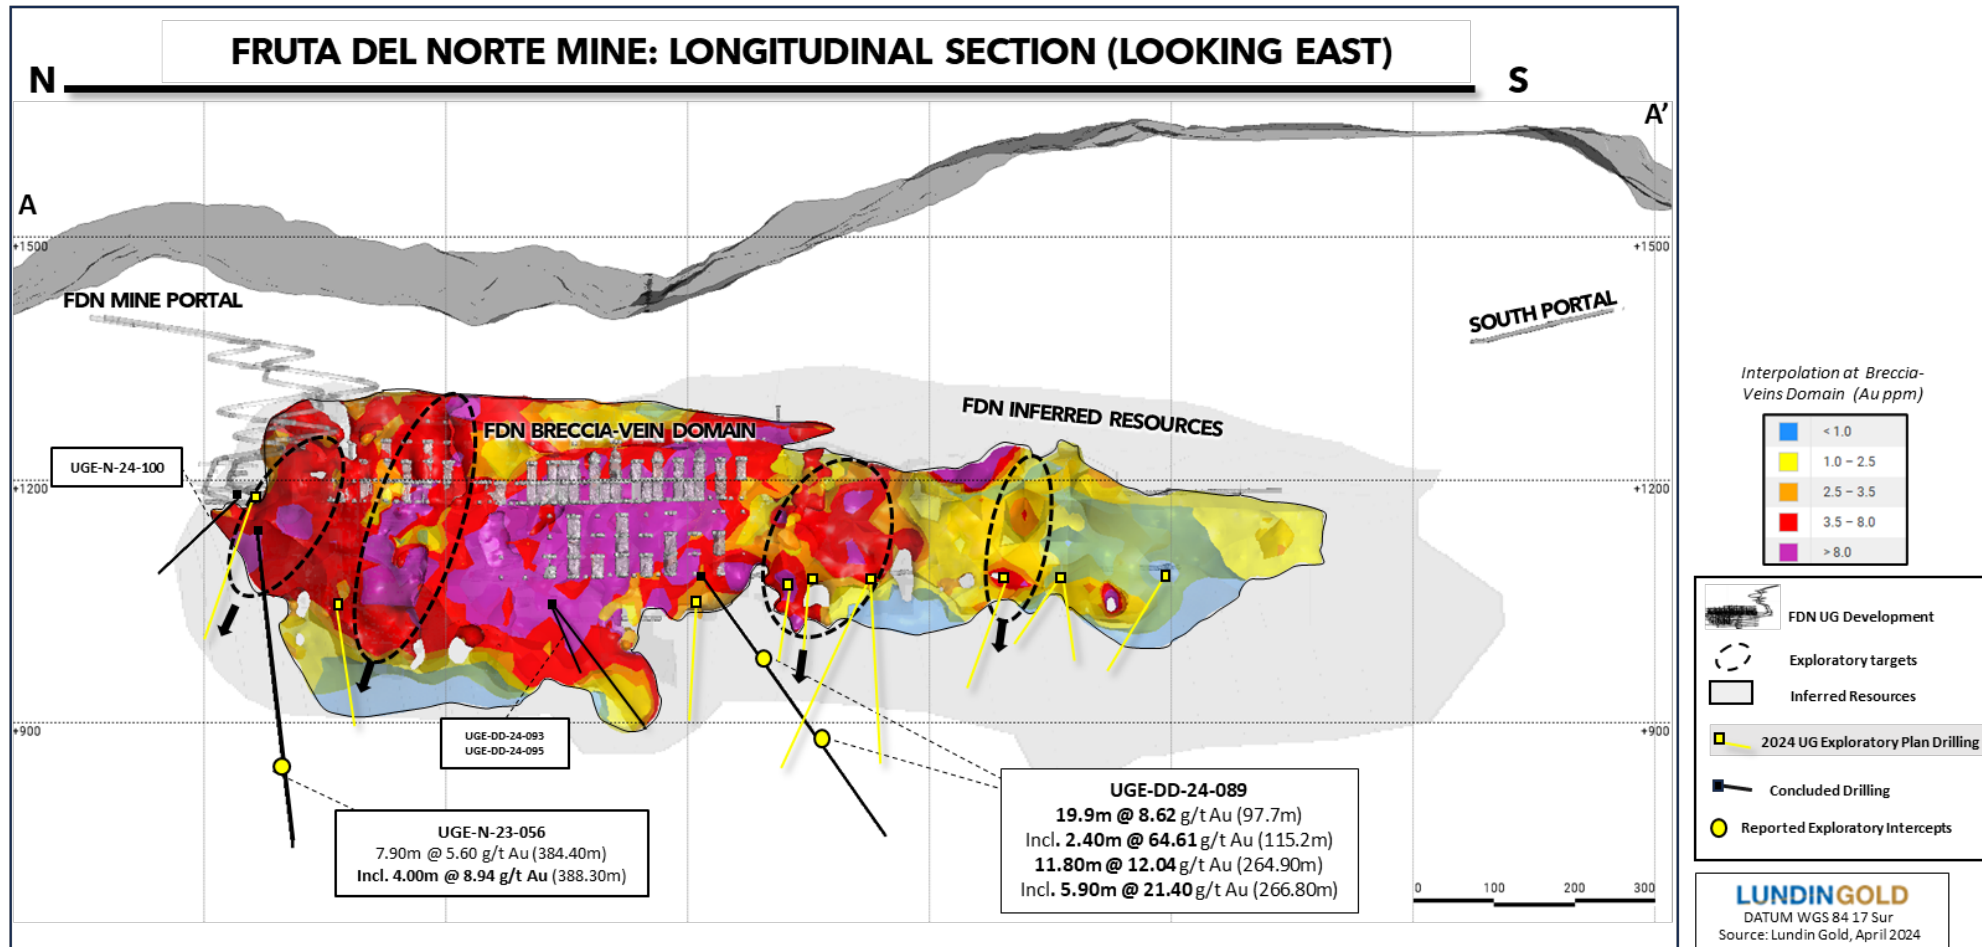 FRUTA DEL NORTE MINE: LONGITUDINAL SECTION (LOOKING EAST)
N
S
A
A'
+1500
+1500
FDN MINE PORTAL
SOUTH PORTAL
FDN INFERRED RESOURCES
FDN BRECCIA-VEIN DOMAIN
UGE-N-24-100
+1200
+1200
+900
+900
UGE-DD-24-093
UGE-DD-24-095
UGE-N-23-056
7.90m @ 5.60 g/t Au (384.40m)
Incl. 4.00m @ 8.94 g/t Au (388.30m)
UGE-DD-24-089
19.9m @ 8.62 g/t Au (97.7m)
Incl. 2.40m @ 64.61 g/t Au (115.2m)
11.80m @ 12.04 g/t Au (264.90m)
Incl. 5.90m @ 21.40 g/t Au (266.80m)
0 100 200 300
Interpolation at Breccia-
Veins Domain (Au ppm)
< 1.0
1.0 – 2.5
2.5 – 3.5
3.5 – 8.0
> 8.0
FDN UG Development
Exploratory targets
Inferred Resources
2024 UG Exploratory Plan Drilling
Concluded Drilling
Reported Exploratory Intercepts
LUNDINGOLD
DATUM WGS 84 17 Sur
Source: Lundin Gold, April 2024